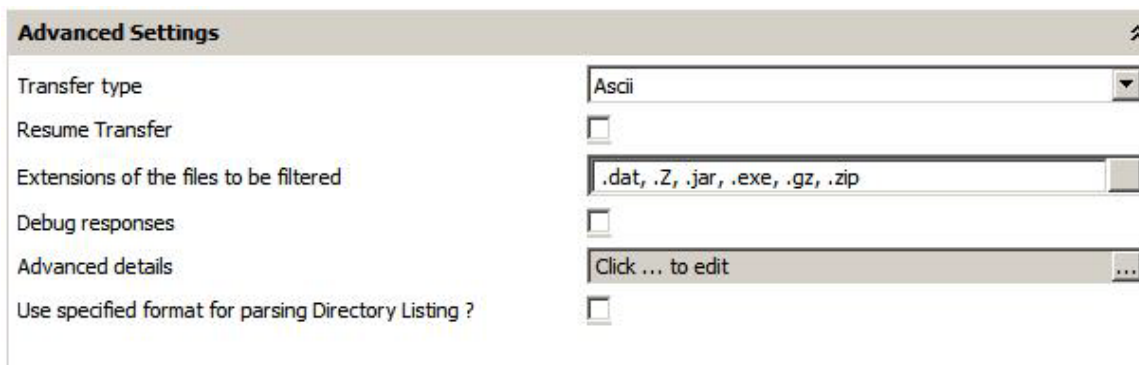 Advanced Settings
Transfer type Ascii
Resume Transfer
Extensions of the files to be filtered .dat, .Z, .jar, .exe, .gz, .zip
Debug responses
Advanced details Click ... to edit ...
Use specified format for parsing Directory Listing ?